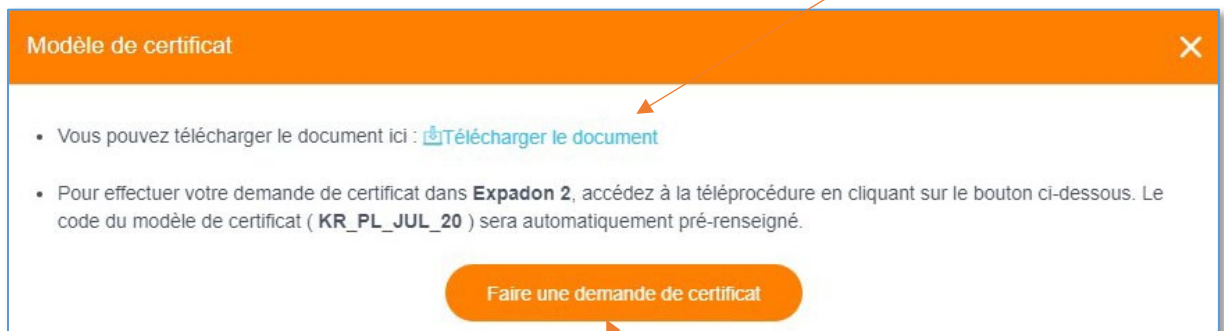 Modèle de certificat
• Vous pouvez télécharger le document ici : Télécharger le document
• Pour effectuer votre demande de certificat dans Expadon 2, accédez à la téléprocédure en cliquant sur le bouton ci-dessous. Le
code du modèle de certificat ( KR_PL_JUL_20 ) sera automatiquement pré-renseigné.
Faire une demande de certificat